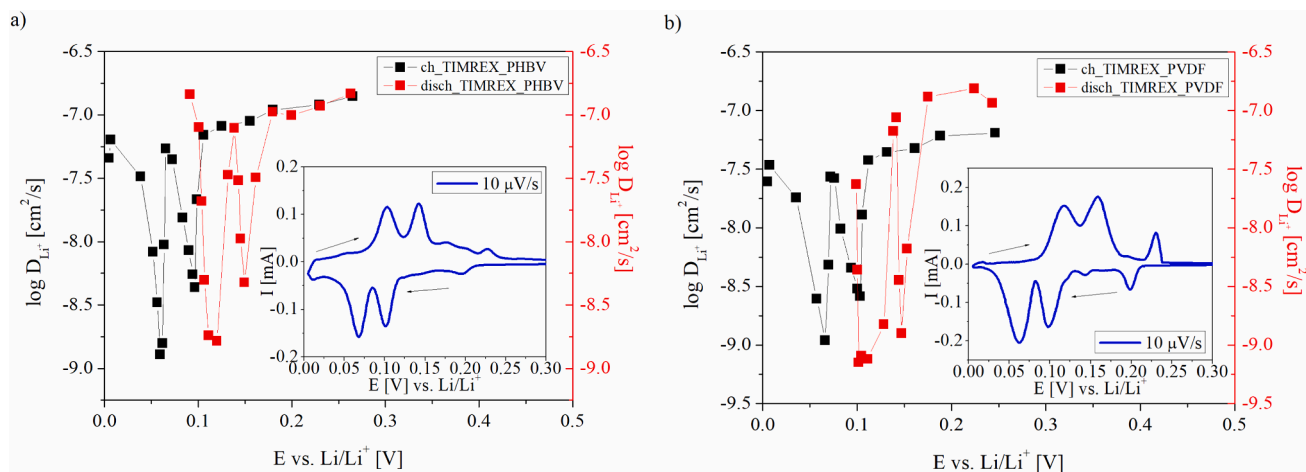 a)
-6.5
-7.0
-7.5
-8.0
-8.5
-9.0
log D_Li⁺ [cm²/s]
ch_TIMREX_PHBV
disch_TIMREX_PHBV
-6.5
-7.0
-7.5
-8.0
-8.5
-9.0
log D_Li⁺ [cm²/s]
0.2
0.1
0.0
-0.1
-0.2
I [mA]
10 μV/s
0.00 0.05 0.10 0.15 0.20 0.25 0.30
E [V] vs. Li/Li⁺
0.0 0.1 0.2 0.3 0.4 0.5
E vs. Li/Li⁺ [V]
b)
-6.5
-7.0
-7.5
-8.0
-8.5
-9.0
-9.5
log D_Li⁺ [cm²/s]
ch_TIMREX_PVDF
disch_TIMREX_PVDF
-6.5
-7.0
-7.5
-8.0
-8.5
-9.0
-9.5
log D_Li⁺ [cm²/s]
0.2
0.1
0.0
-0.1
-0.2
I [mA]
10 μV/s
0.00 0.05 0.10 0.15 0.20 0.25 0.30
E [V] vs. Li/Li⁺
0.0 0.1 0.2 0.3 0.4 0.5
E vs. Li/Li⁺ [V]